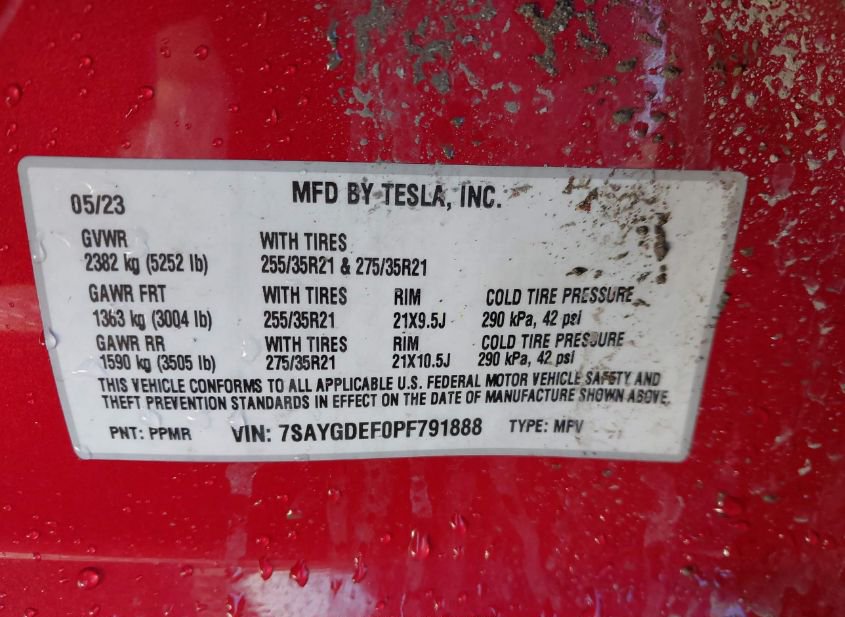 05/23 MFD BY TESLA, INC.
GVWR WITH TIRES
2382 kg (5252 lb) 255/35R21 & 275/35R21
GAWR FRT WITH TIRES RIM COLD TIRE PRESSURE
1363 kg (3004 lb) 255/35R21 21X9.5J 290 kPa, 42 psi
GAWR RR WITH TIRES RIM COLD TIRE PRESSURE
1590 kg (3505 lb) 275/35R21 21X10.5J 290 kPa, 42 psi
THIS VEHICLE CONFORMS TO ALL APPLICABLE U.S. FEDERAL MOTOR VEHICLE SAFETY AND
THEFT PREVENTION STANDARDS IN EFFECT ON THE DATE OF MANUFACTURE SHOWN ABOVE.
PNT: PPMR VIN: 7SAYGDEF0PF791888 TYPE: MPV